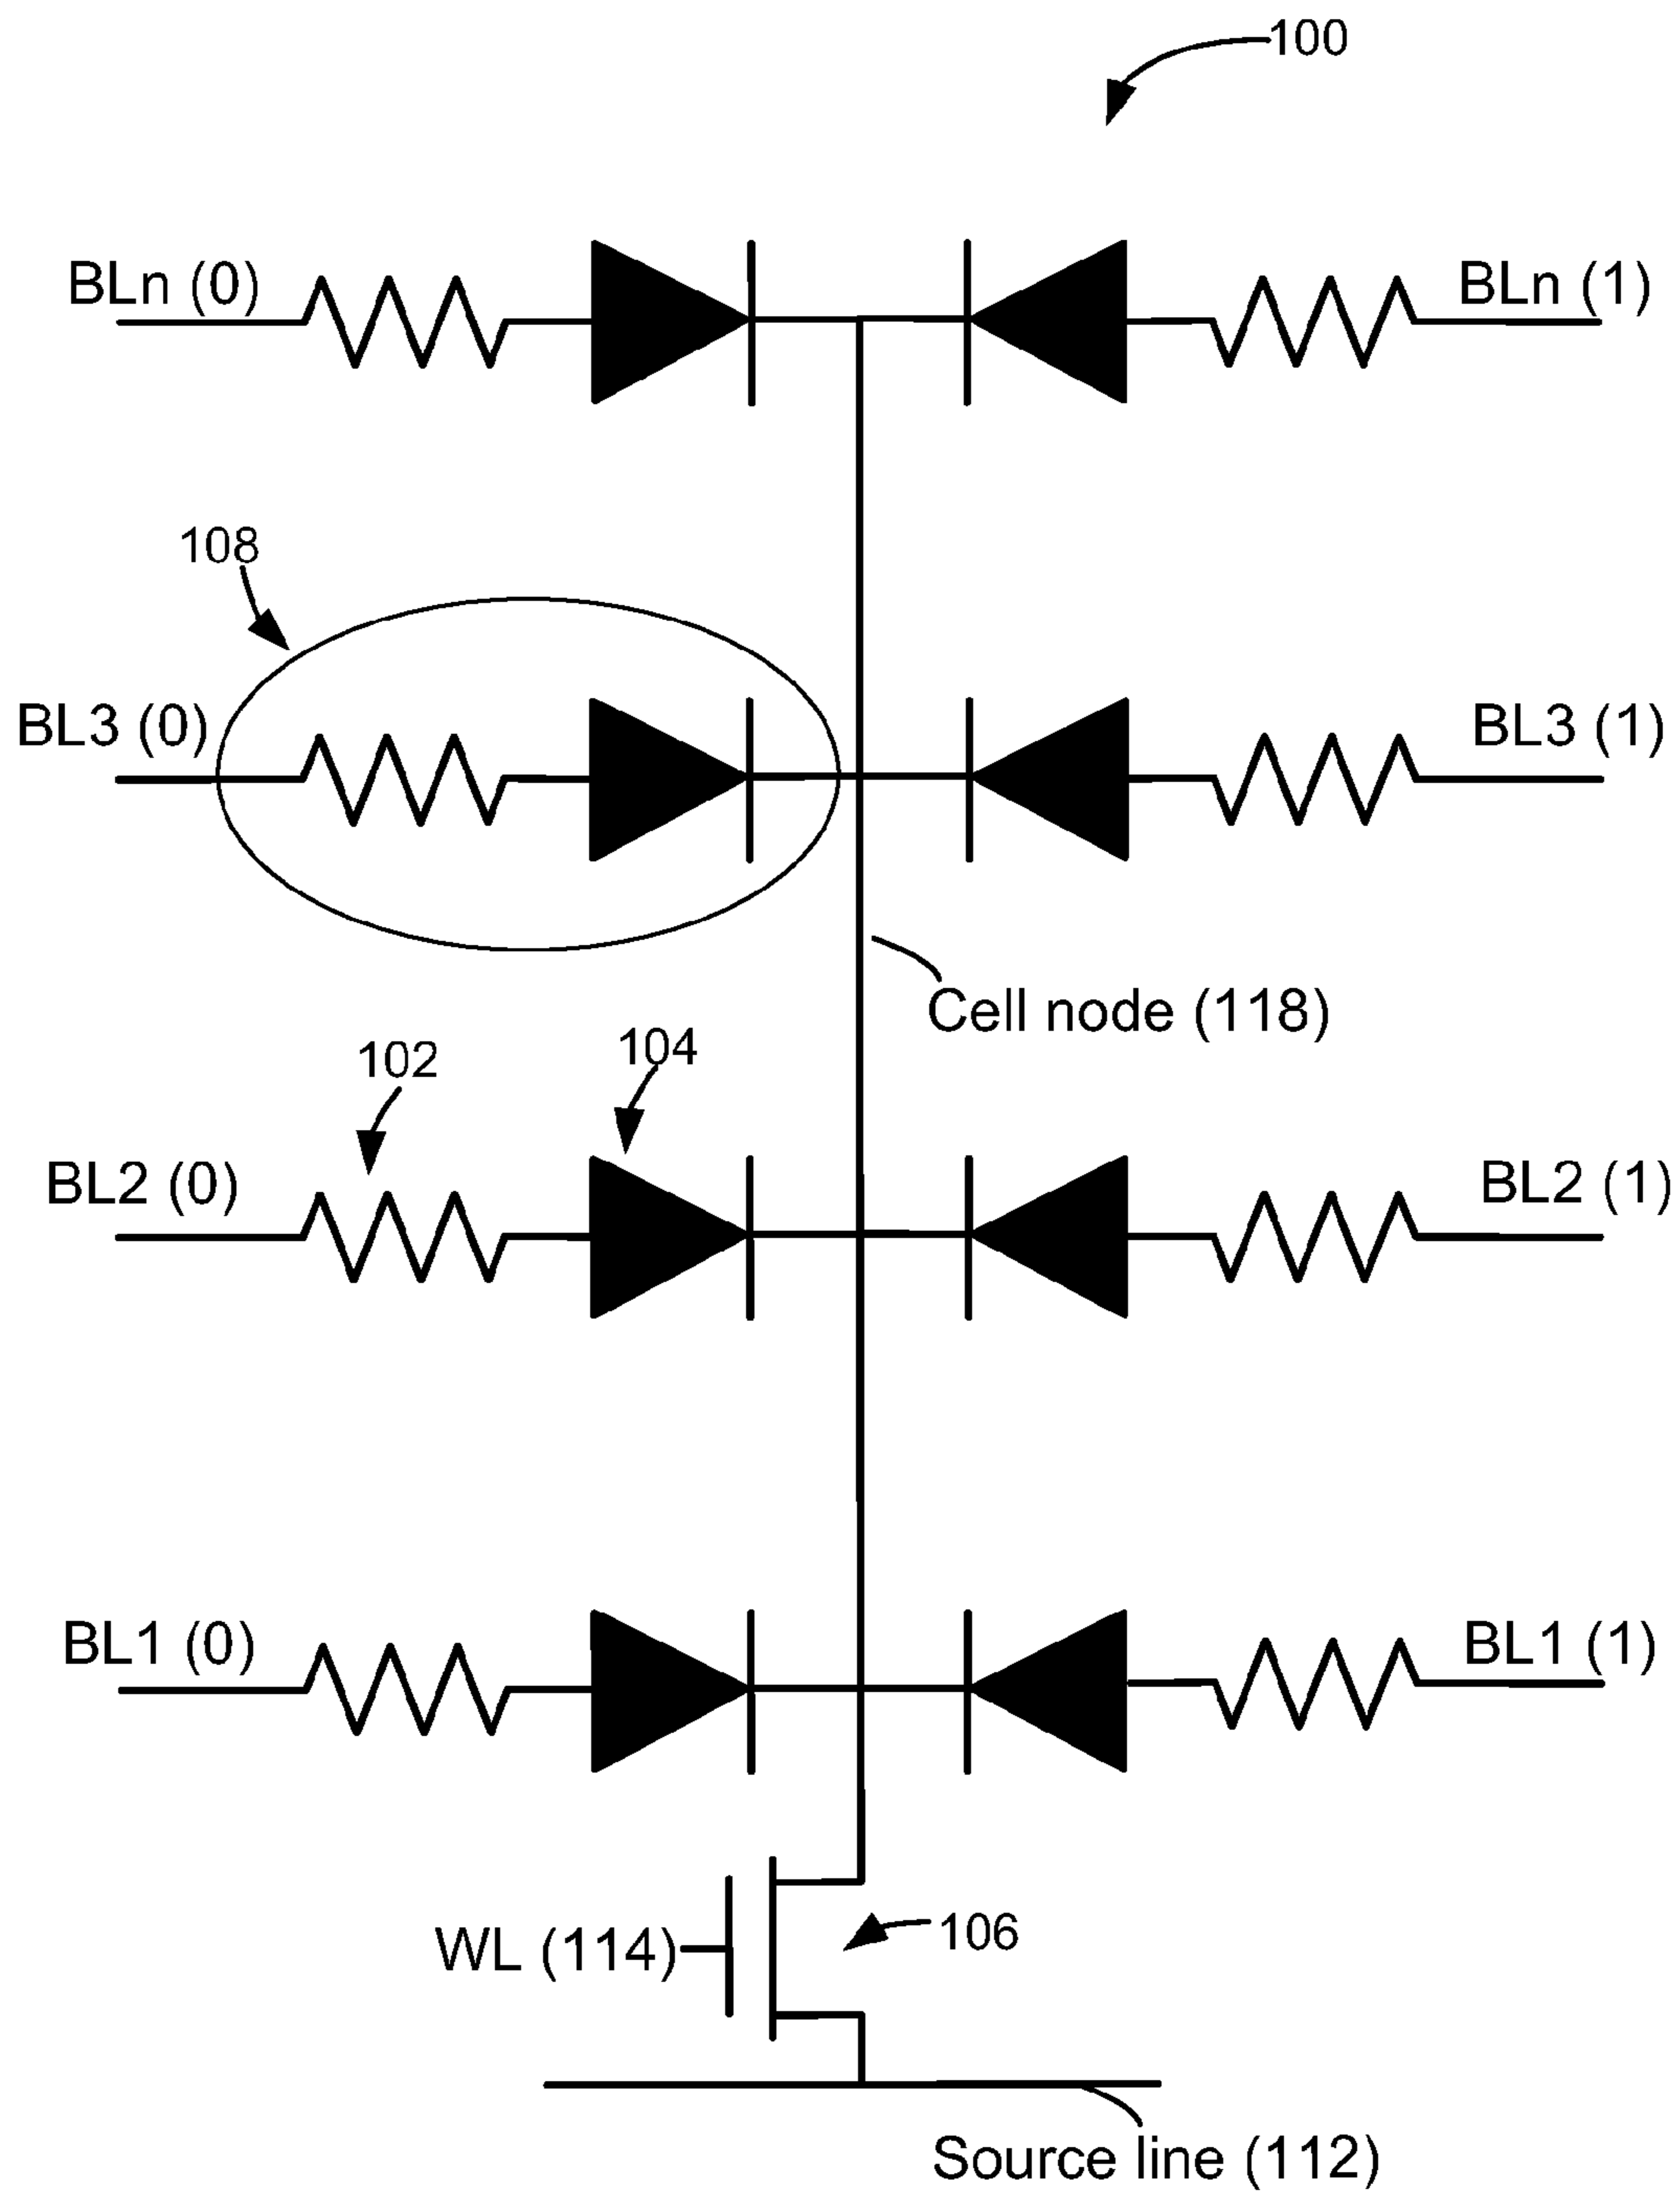 100
BLn (0)
BLn (1)
108
BL3 (0)
BL3 (1)
Cell node (118)
102
104
BL2 (0)
BL2 (1)
BL1 (0)
BL1 (1)
WL (114)
106
Source line (112)